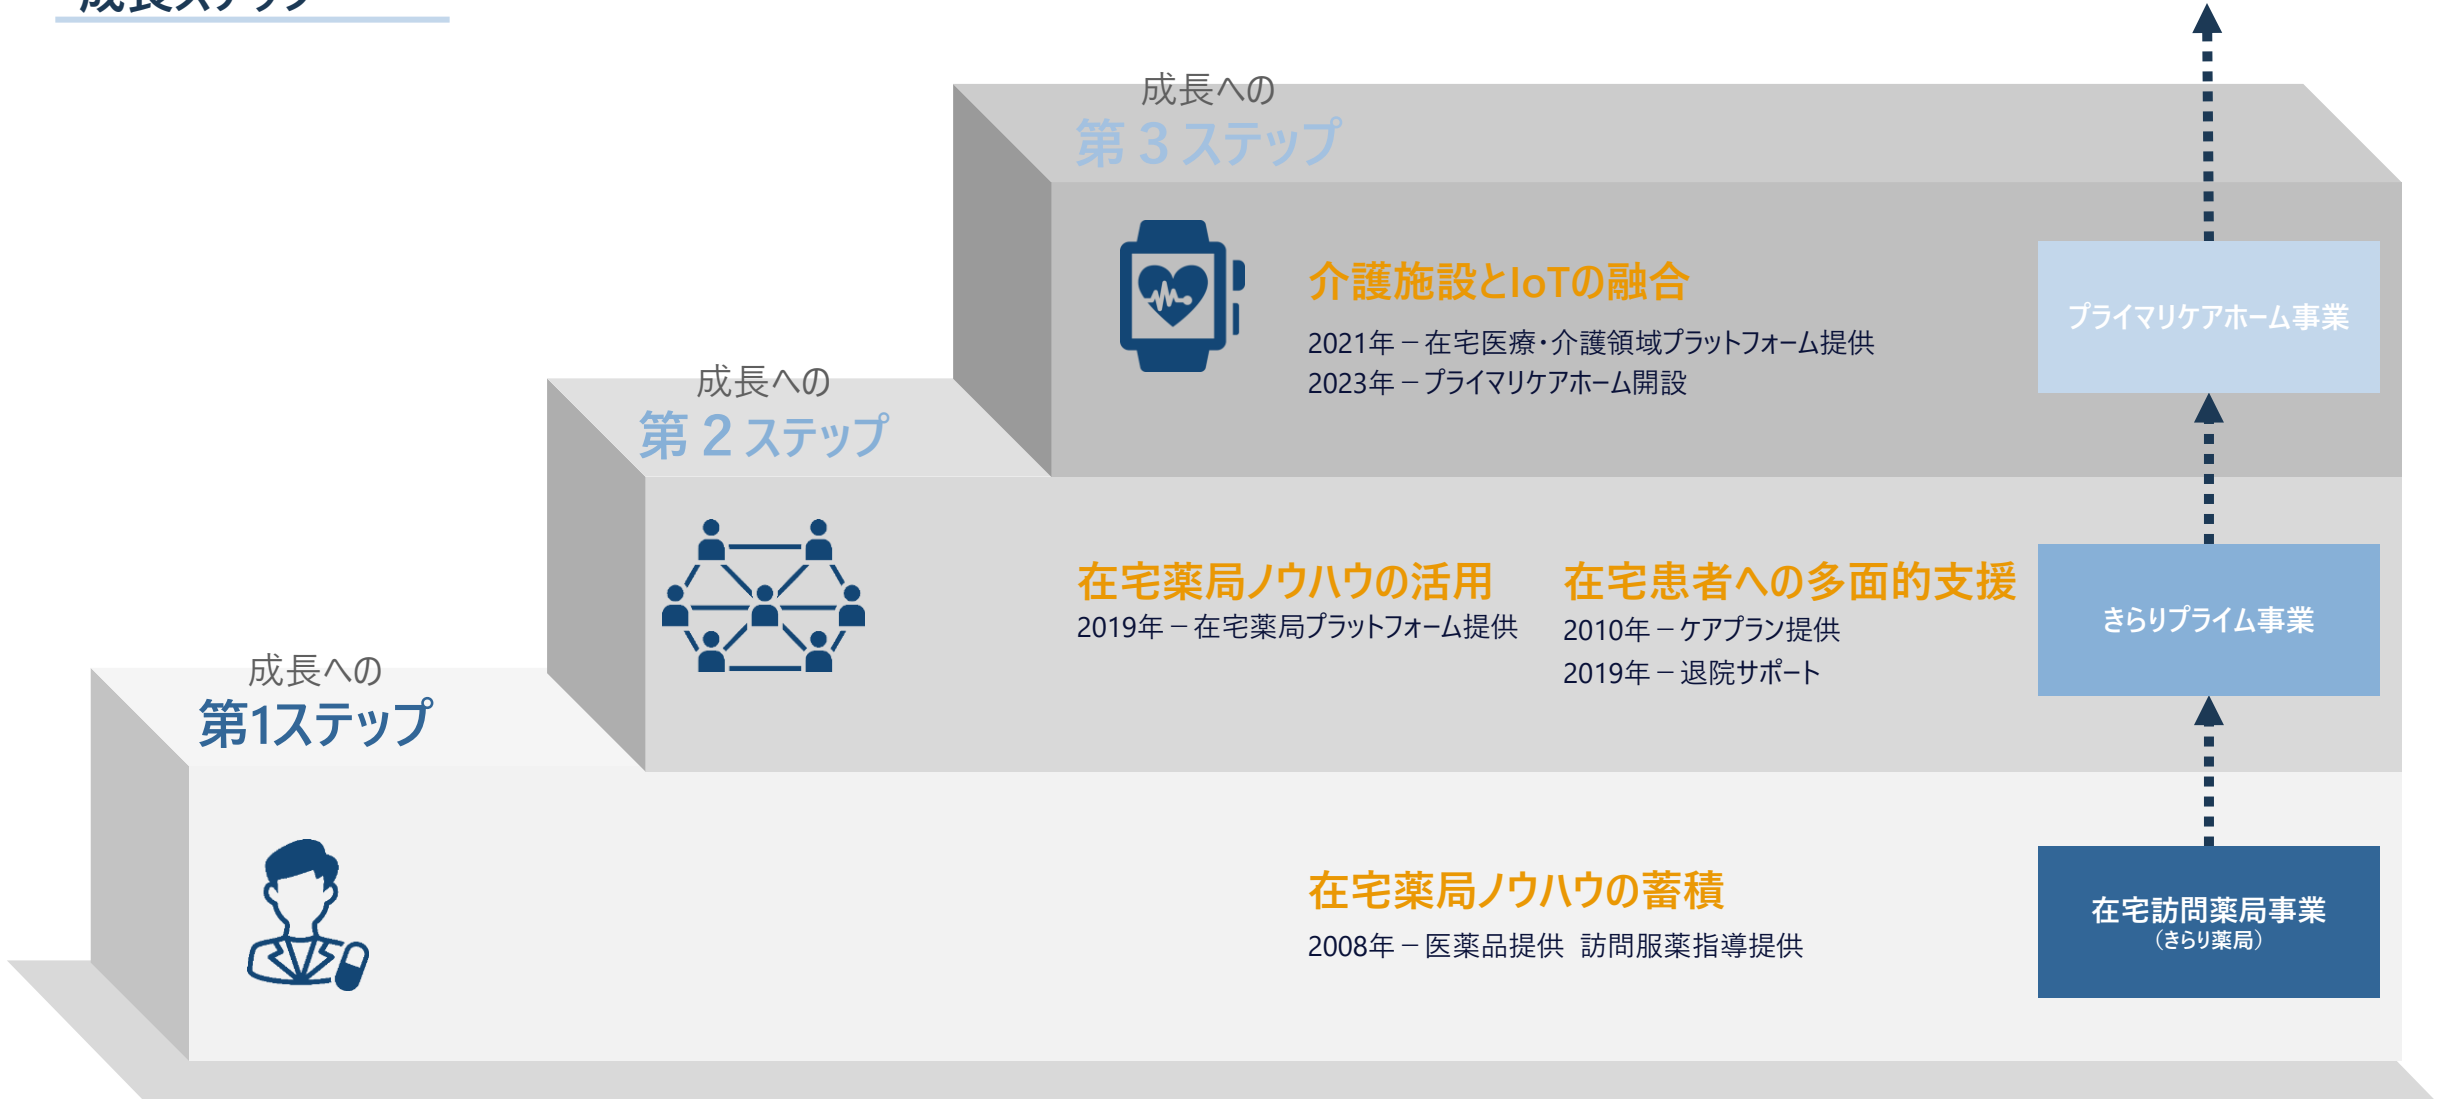 成長ステップ
成長への
第３ステップ
介護施設とIoTの融合
2021年－在宅医療・介護領域プラットフォーム提供
2023年－プライマリケアホーム開設
プライマリケアホーム事業
成長への
第２ステップ
在宅薬局ノウハウの活用
2019年－在宅薬局プラットフォーム提供
在宅患者への多面的支援
2010年－ケアプラン提供
2019年－退院サポート
きらりプライム事業
成長への
第1ステップ
在宅薬局ノウハウの蓄積
2008年－医薬品提供 訪問服薬指導提供
在宅訪問薬局事業
（きらり薬局）